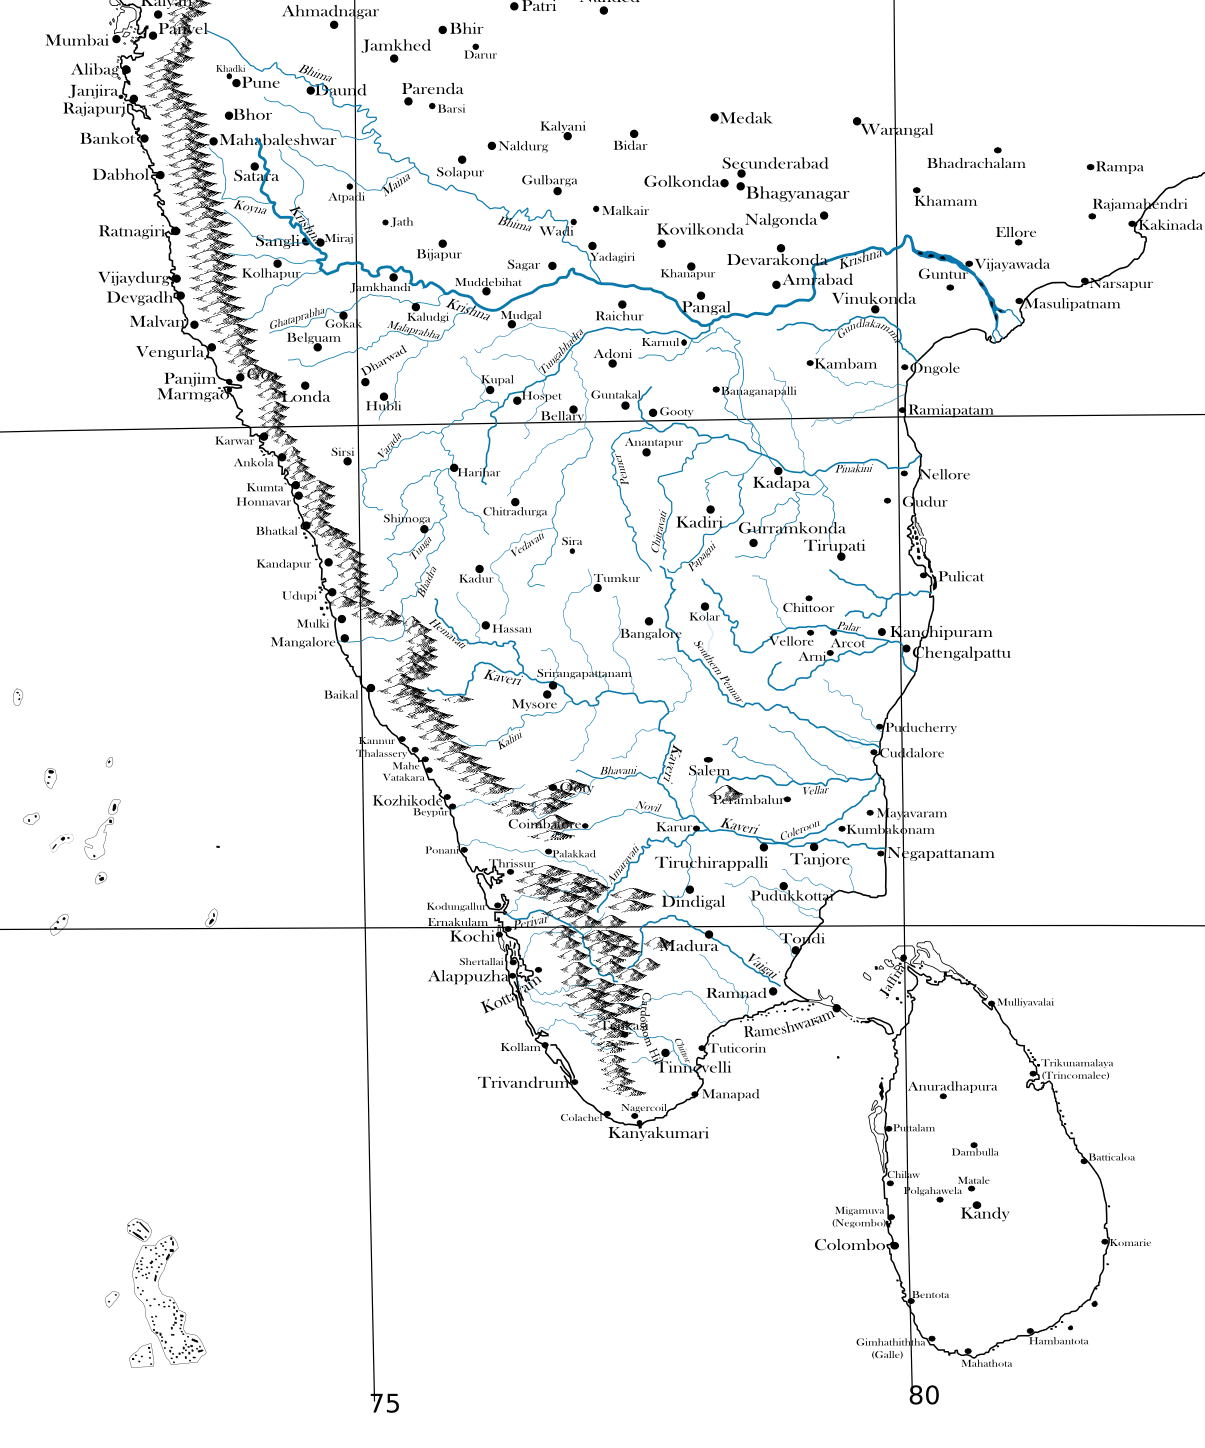 Kalyan
Ahmadnagar
Patri
Nanded
Panvel
Bhir
Mumbai
Jamkhed
Darur
Alibag
Khadki
Bhima
Pune
Daund
Parenda
Janjira
Rajapuri
Barsi
Bhor
Medak
Kalyani
Warangal
Bankot
Mahabaleshwar
Naldurg
Bidar
Bhadrachalam
Solapur
Secunderabad
Rampa
Dabhol
Satara
Maina
Gulbarga
Golkonda
Bhagyanagar
Atpadi
Khamam
Rajamahendri
Koyna
Krishna
Malkair
Nalgonda
Jath
Bhima
Wadi
Kovilkonda
Kakinada
Ratnagiri
Sangli
Miraj
Ellore
Bijapur
Yadagiri
Devarakonda
Krishna
Sagar
Vijayawada
Vijaydurg
Kolhapur
Khanapur
Guntur
Jamkhandi
Muddebihat
Amrabad
Narsapur
Devgadh
Vinukonda
Masulipatnam
Krishna
Pangal
Malvan
Ghataprabha
Gokak
Kaludgi
Mudgal
Raichur
Malaprabha
Gundlakamma
Belguam
Tungabhadra
Karnul
Vengurla
Dharwad
Adoni
Kambam
Ongole
Panjim
Goa
Marmgao
Londa
Kupal
Hospet
Guntakal
Banaganapalli
Hubli
Bellary
Gooty
Ramiapatam
Karwar
Varada
Anantapur
Sirsi
Ankola
Harihar
Penner
Pinakini
Nellore
Kadapa
Kumta
Honnavar
Chitradurga
Gudur
Shimoga
Kadiri
Chitravati
Bhatkal
Gurramkonda
Tunga
Vedavati
Sira
Papagni
Tirupati
Kandapur
Kadur
Bhadra
Tumkur
Pulicat
Udupi
Chittoor
Kolar
Mulki
Hemavati
Hassan
Bangalore
Palar
Kanchipuram
Mangalore
Vellore
Arcot
Arni
Chengalpattu
Southern Pennar
Kaveri
Srirangapattanam
Baikal
Mysore
Puducherry
Kannur
Kalini
Thalassery
Cuddalore
Mahe
Vatakara
Bhavani
Kaveri
Salem
Ooty
Vellar
Kozhikode
Perambalur
Beypur
Novil
Mayavaram
Coimbatore
Karur
Kaveri
Coleroon
Kumbakonam
Ponani
Palakkad
Amaravati
Thrissur
Tiruchirappalli
Tanjore
Negapattanam
Dindigal
Pudukkottai
Kodungallur
Ernakulam
Periyar
Kochi
Madura
Tondi
Shertallai
Vaigai
Alappuzha
Kottayam
Jaffna
Ramnad
Mulliyavalai
Cardomom Hills
Rameshwaram
Kollam
Chittor
Tuticorin
Trikunamalaya
(Trincomalee)
Tinnevelli
Trivandrum
Manapad
Anuradhapura
Colachel
Nagercoil
Kanyakumari
Puttalam
Dambulla
Batticaloa
Chilaw
Matale
Polgahawela
Migamuva
(Negombo)
Kandy
Colombo
Komarie
Bentota
Gimhathiththa
(Galle)
Hambantota
Mahathota
75
80